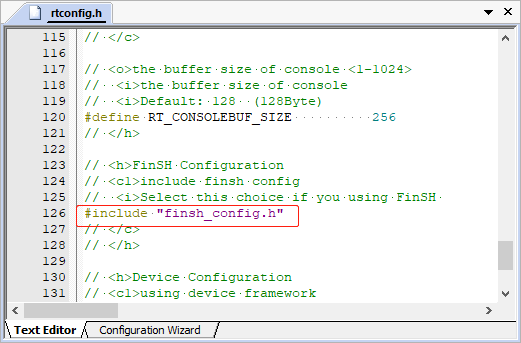 rtconfig.h
115 // </c>
116
117 // <o>the buffer size of console <1-1024>
118 // <i>the buffer size of console
119 // <i>Default: 128 (128Byte)
120 #define RT_CONSOLEBUF_SIZE 256
121 // </h>
122
123 // <h>FinSH Configuration
124 // <c1>include finsh config
125 // <i>Select this choice if you using FinSH
126 #include "finsh_config.h"
127 // </c>
128 // </h>
129
130 // <h>Device Configuration
131 // <c1>using device framework
Text Editor Configuration Wizard